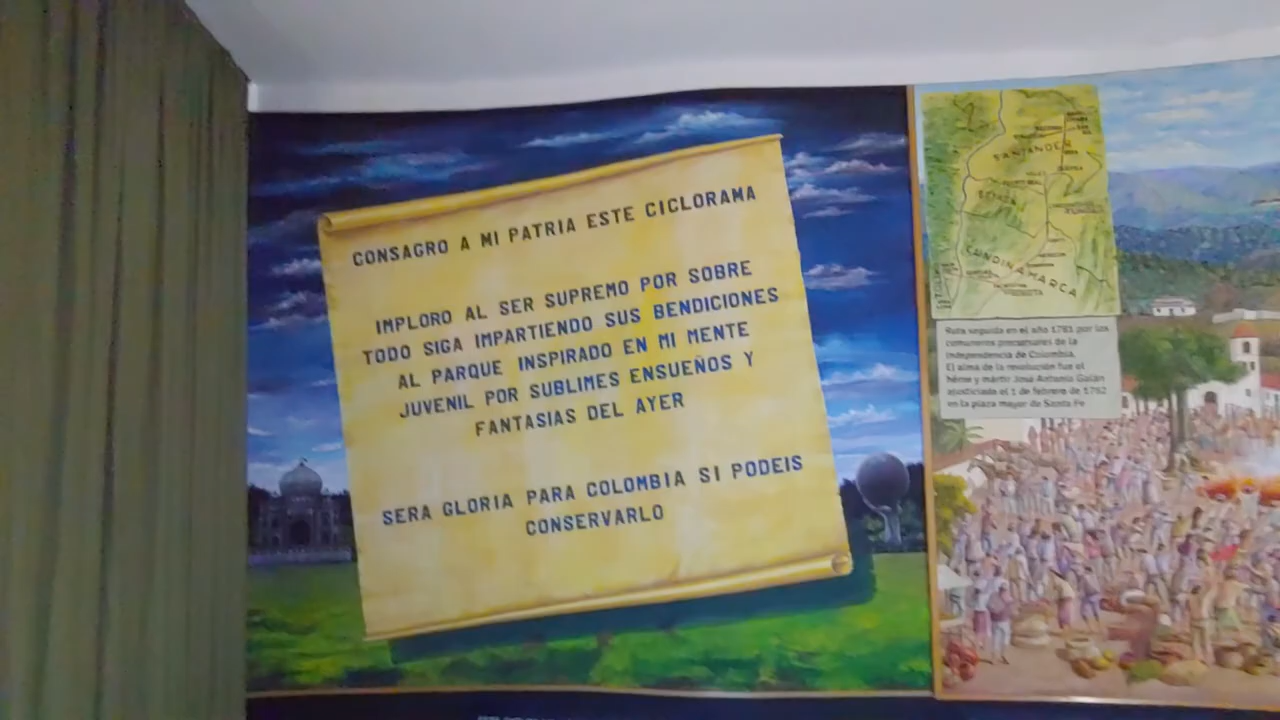 CONSAGRO A MI PATRIA ESTE CICLORAMA
IMPLORO AL SER SUPREMO POR SOBRE
TODO SIGA IMPARTIENDO SUS BENDICIONES
AL PARQUE INSPIRADO EN MI MENTE
JUVENIL POR SUBLIMES ENSUEÑOS Y
FANTASIAS DEL AYER
SERA GLORIA PARA COLOMBIA SI PODEIS
CONSERVARLO
SANTANDER
CUNDINAMARCA
Ruta seguida en el año 1781 por los
comuneros precursores de la
Independencia de Colombia.
El alma de la revolución fue el
héroe y mártir José Antonio Galán
ajusticiado el 1 de febrero de 1782
en la plaza mayor de Santa Fe